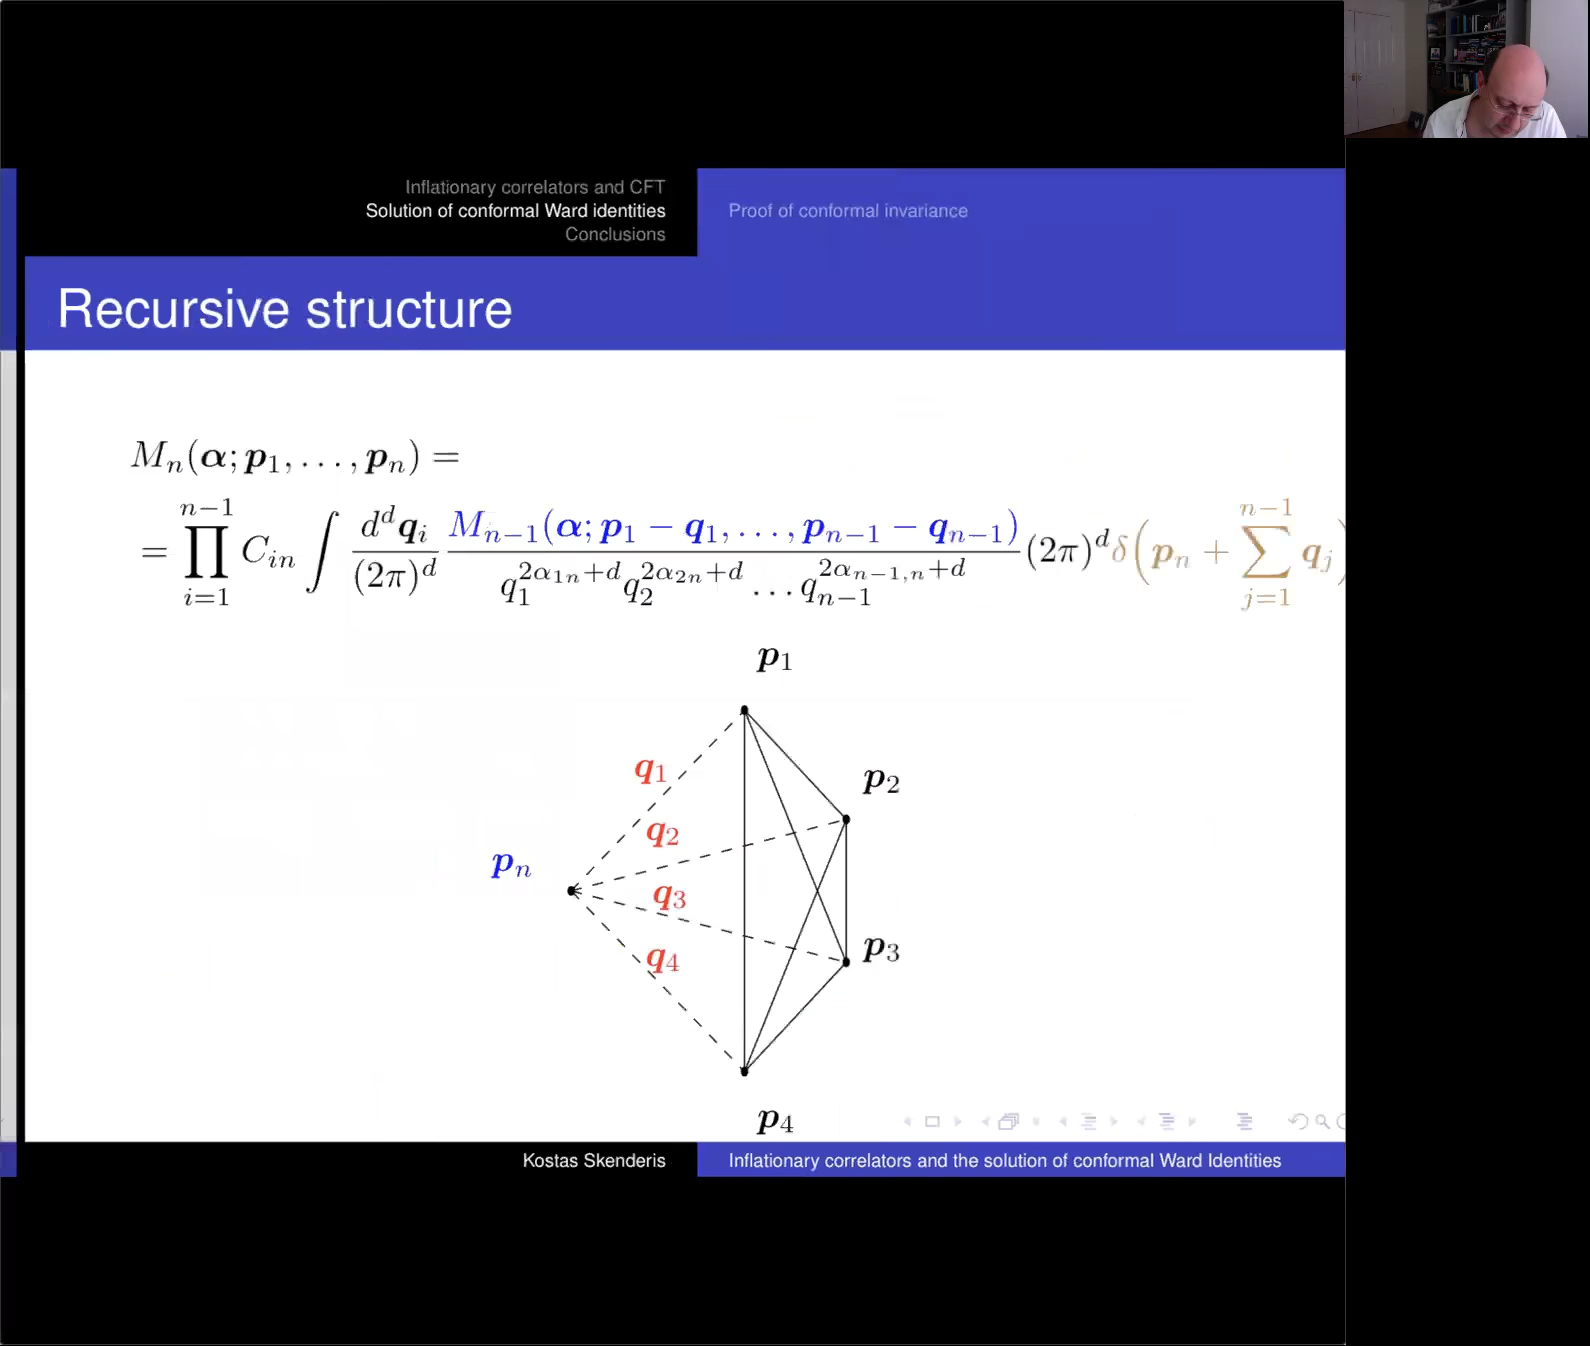 Inflationary correlators and CFT
Solution of conformal Ward identities
Conclusions
Proof of conformal invariance
Recursive structure
M_n(α; p_1, . . . , p_n) =
= ∏_{i=1}^{n−1} C_{in} ∫ d^d q_i / (2π)^d M_{n−1}(α; p_1 − q_1, . . . , p_{n−1} − q_{n−1}) / q_1^{2α_{1n}+d} q_2^{2α_{2n}+d} . . . q_{n−1}^{2α_{n−1,n}+d} (2π)^d δ(p_n + ∑_{j=1}^{n−1} q_j)
p_1
q_1
p_2
q_2
p_n
q_3
p_3
q_4
p_4
Kostas Skenderis
Inflationary correlators and the solution of conformal Ward Identities